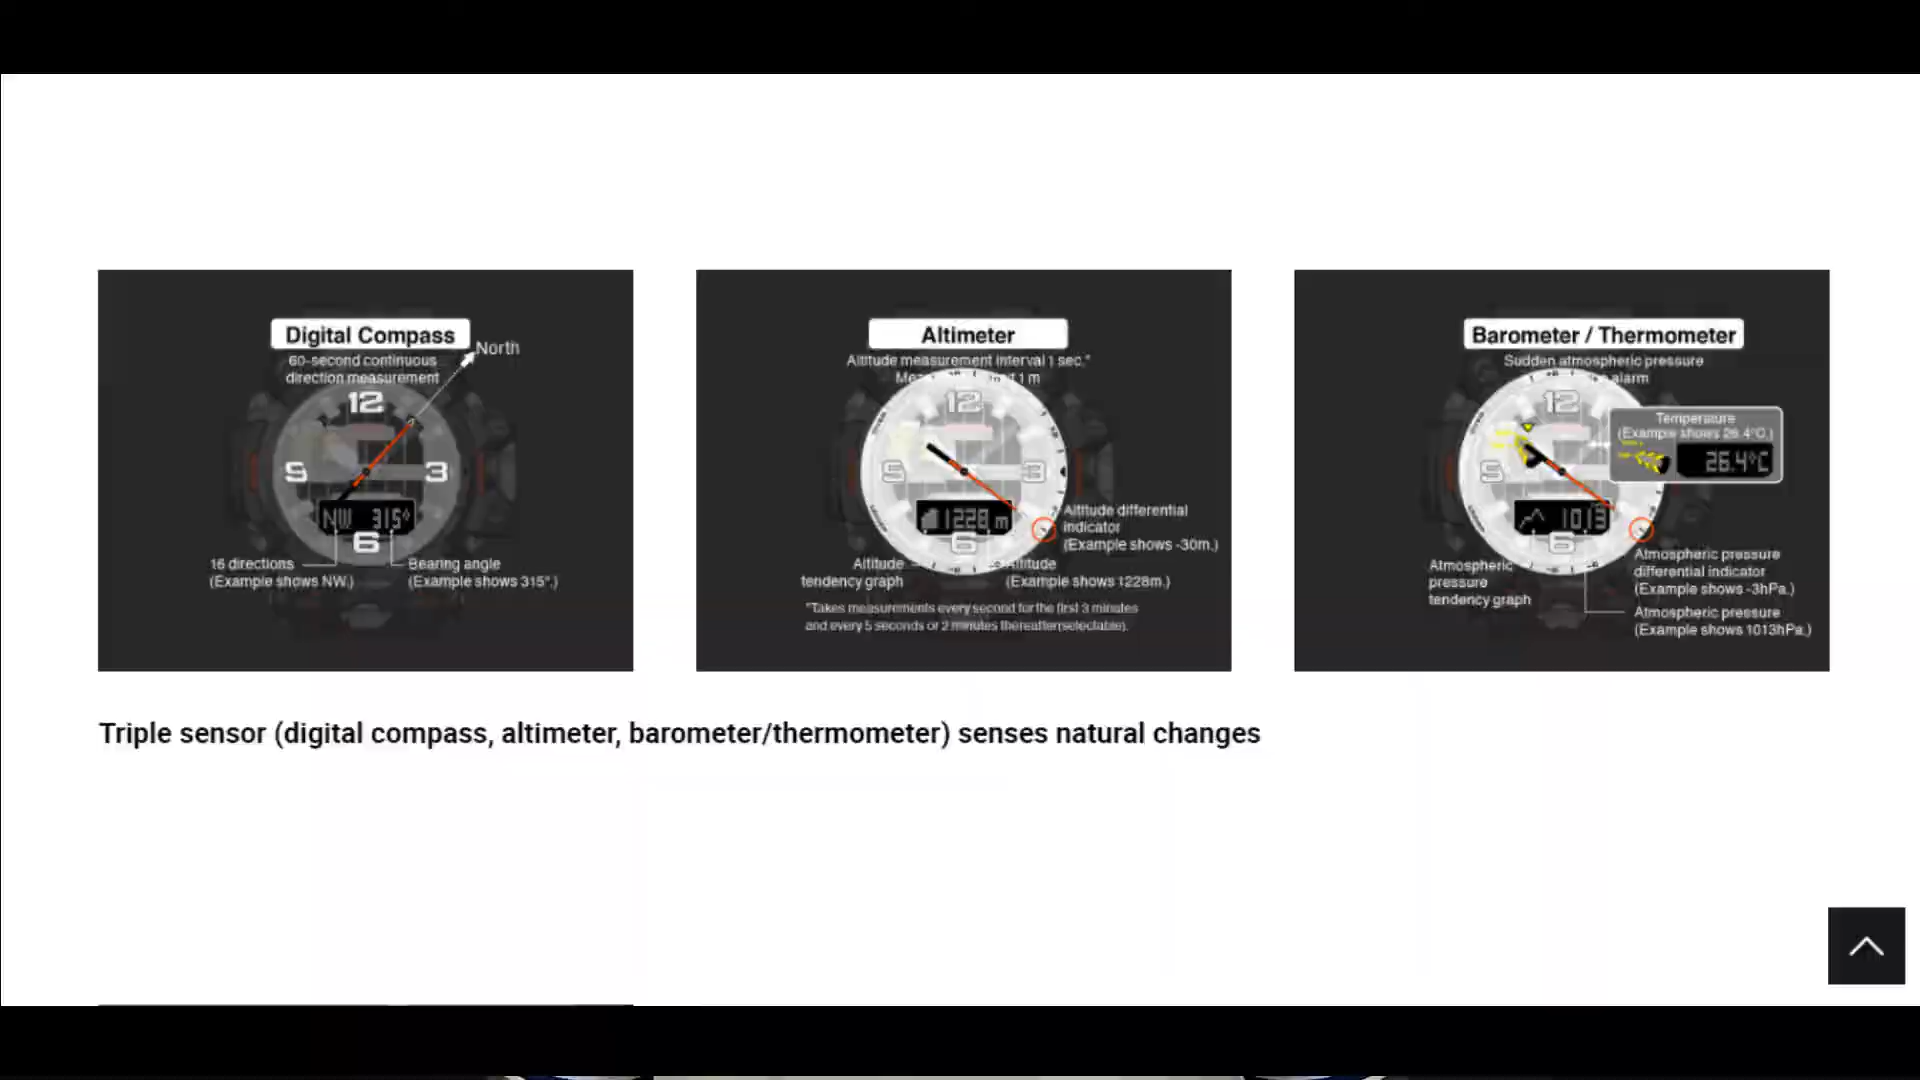 Digital Compass
60-second continuous
direction measurement
North
12
9
3
NW 315°
6
16 directions
(Example shows NW.)
Bearing angle
(Example shows 315°.)
Altimeter
Altitude measurement interval 1 sec.*
1 m
12
9
3
1228 m
6
Altitude differential
indicator
(Example shows -30m.)
Altitude
tendency graph
Altitude
(Example shows 1228m.)
*Takes measurements every second for the first 3 minutes
and every 5 seconds or 2 minutes thereafter(selectable).
Barometer / Thermometer
Sudden atmospheric pressure
alarm
12
9
Temperature
(Example shows 26.4°C.)
26.4°C
1013
6
Atmospheric
pressure
tendency graph
Atmospheric pressure
differential indicator
(Example shows -3hPa.)
Atmospheric pressure
(Example shows 1013hPa.)
Triple sensor (digital compass, altimeter, barometer/thermometer) senses natural changes